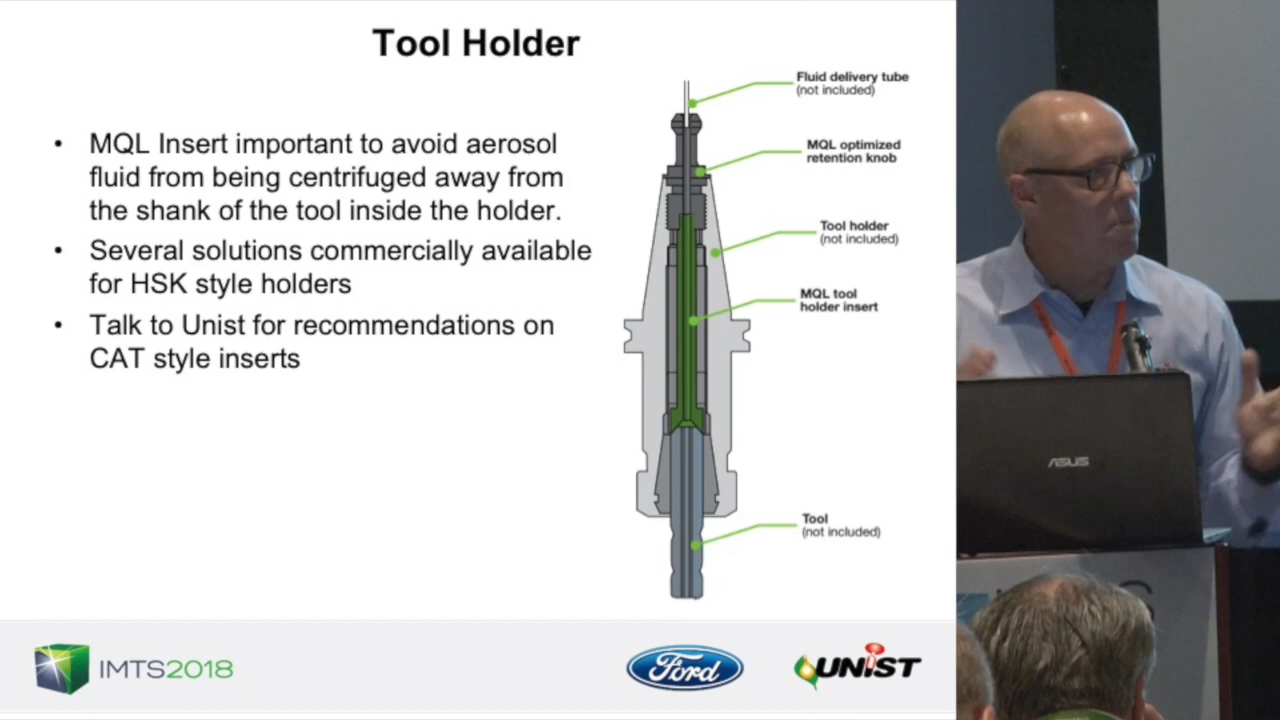 Tool Holder
• MQL Insert important to avoid aerosol
fluid from being centrifuged away from
the shank of the tool inside the holder.
• Several solutions commercially available
for HSK style holders
• Talk to Unist for recommendations on
CAT style inserts
Fluid delivery tube
(not included)
MQL optimized
retention knob
Tool holder
(not included)
MQL tool
holder insert
Tool
(not included)
IMTS2018
Ford
UNIST
ASUS